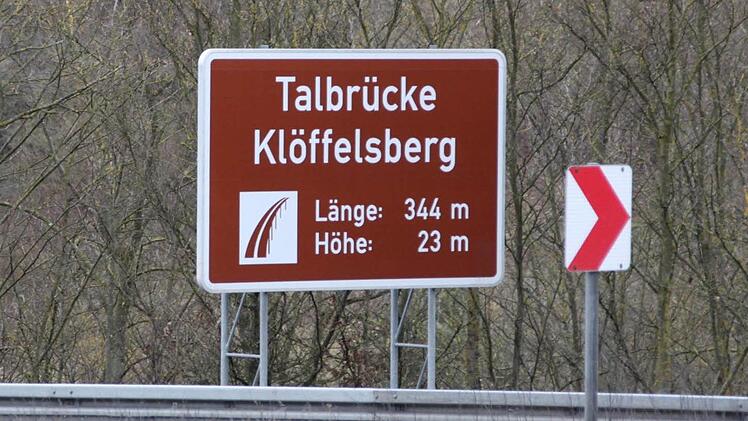 Talbrücke
Klöffelsberg
Länge: 344 m
Höhe: 23 m